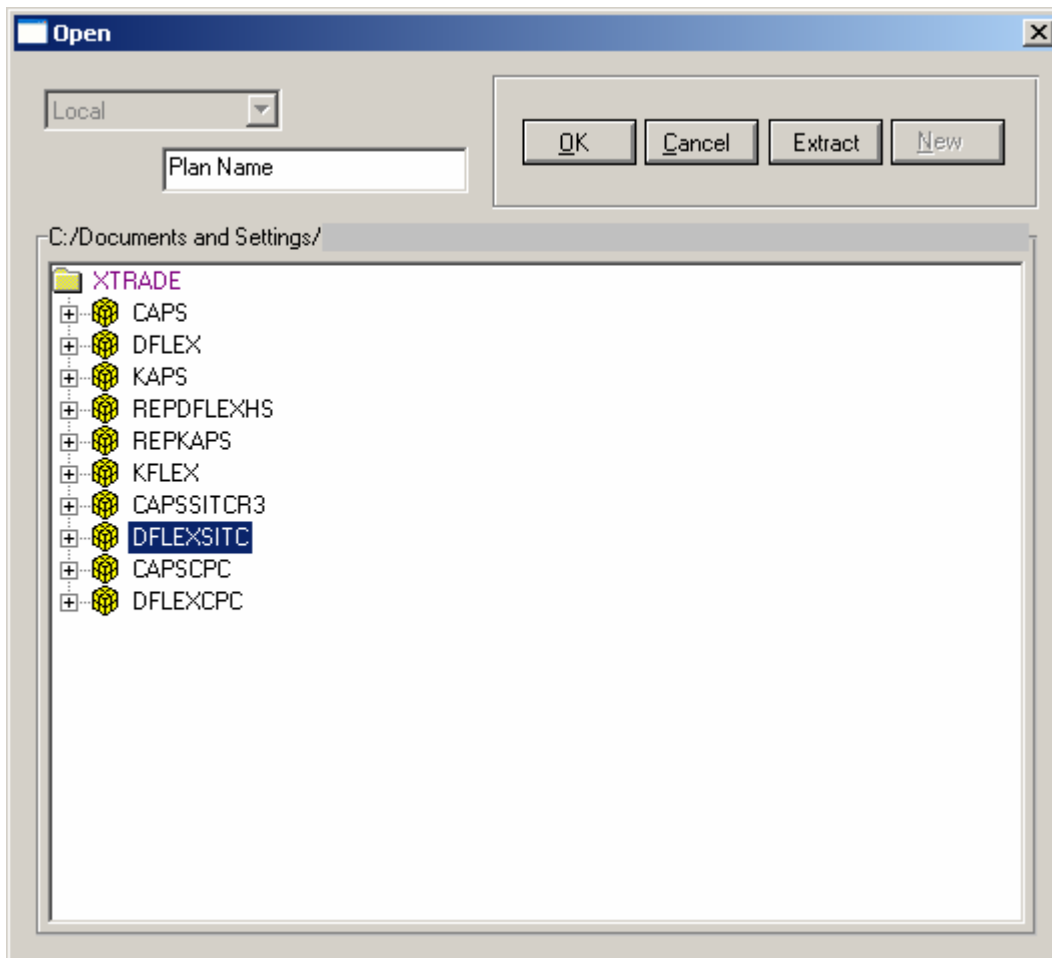 Open
Local
OK Cancel Extract New
Plan Name
C:/Documents and Settings/
XTRADE
CAPS
DFLEX
KAPS
REPDFLEXHS
REPKAPS
KFLEX
CAPSSITCR3
DFLEXSITC
CAPSCPC
DFLEXCPC